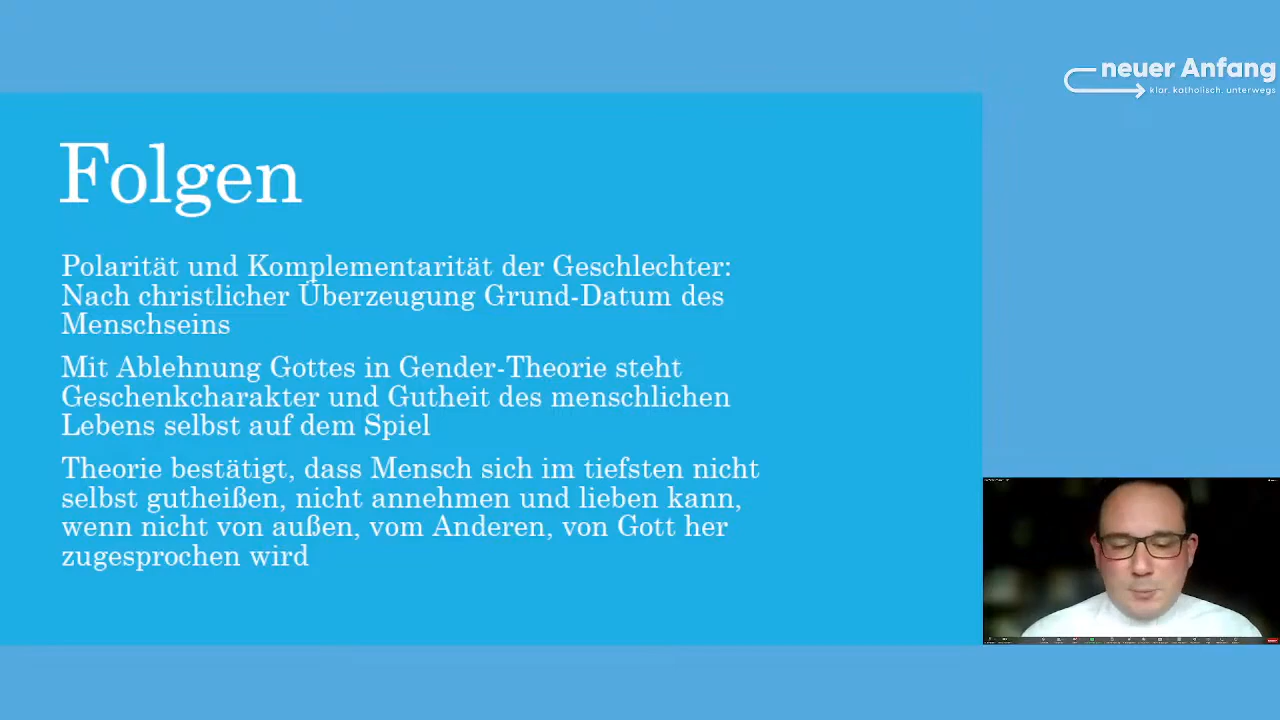 neuer Anfang
klar, katholisch, unterwegs
Folgen
Polarität und Komplementarität der Geschlechter:
Nach christlicher Überzeugung Grund-Datum des
Menschseins
Mit Ablehnung Gottes in Gender-Theorie steht
Geschenkcharakter und Gutheit des menschlichen
Lebens selbst auf dem Spiel
Theorie bestätigt, dass Mensch sich im tiefsten nicht
selbst gutheißen, nicht annehmen und lieben kann,
wenn nicht von außen, vom Anderen, von Gott her
zugesprochen wird